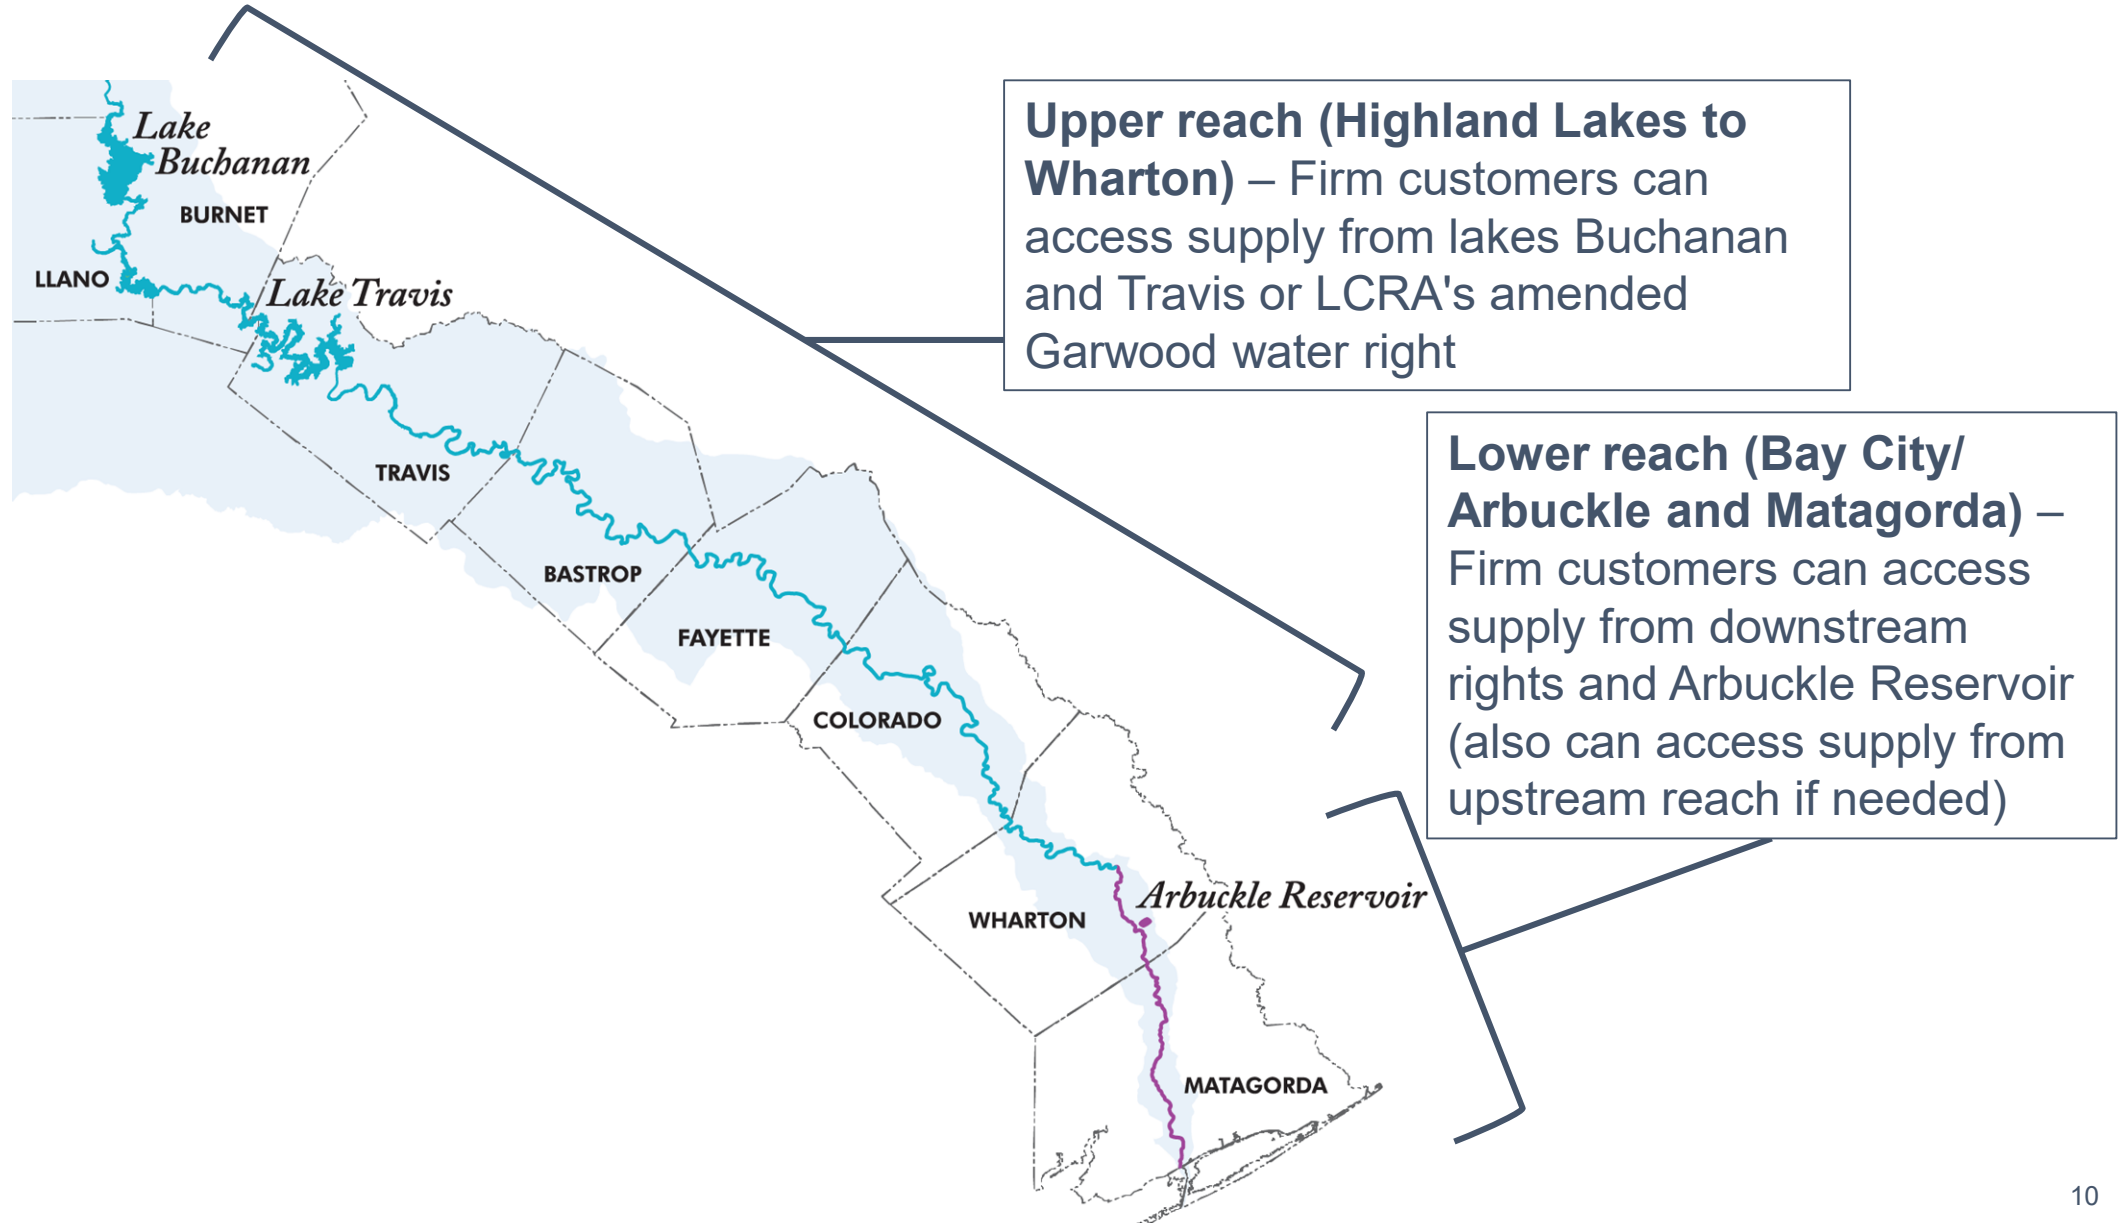 Lake
Buchanan
BURNET
LLANO
Lake Travis
TRAVIS
BASTROP
FAYETTE
COLORADO
WHARTON
Arbuckle Reservoir
MATAGORDA
Upper reach (Highland Lakes to
Wharton) – Firm customers can
access supply from lakes Buchanan
and Travis or LCRA's amended
Garwood water right
Lower reach (Bay City/
Arbuckle and Matagorda) –
Firm customers can access
supply from downstream
rights and Arbuckle Reservoir
(also can access supply from
upstream reach if needed)
10